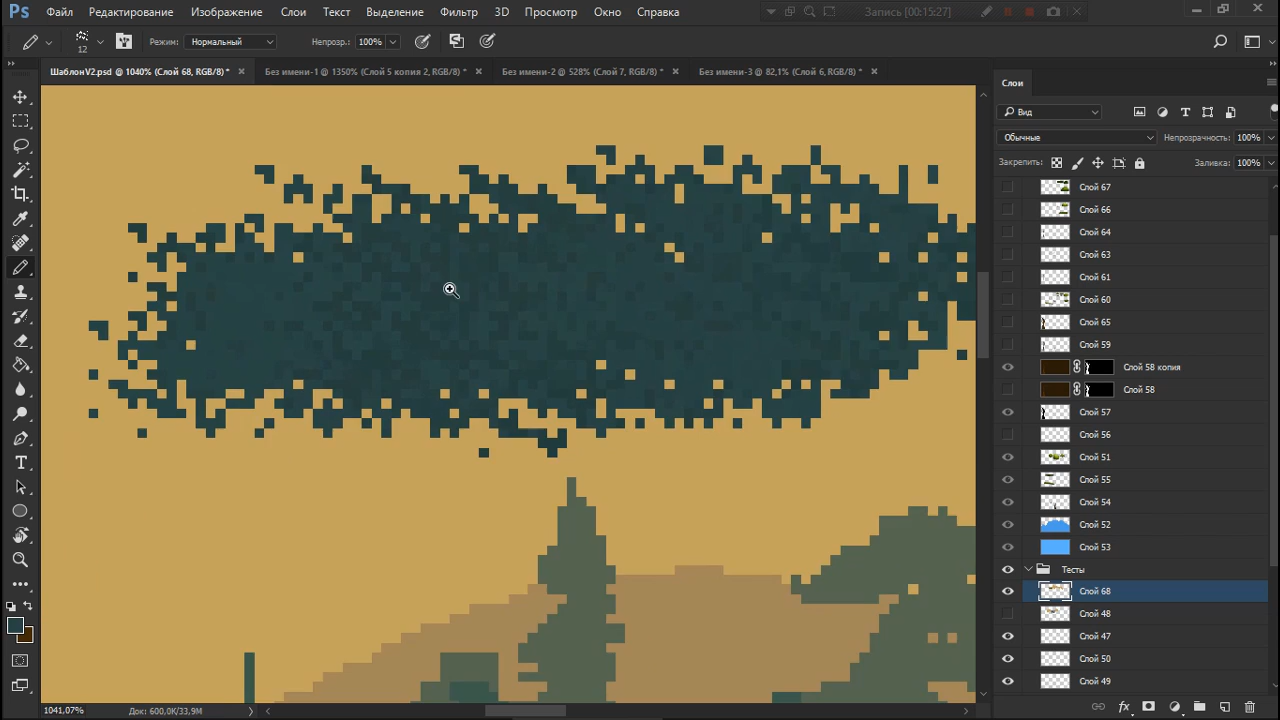 Ps Файл Редактирование Изображение Слои Текст Выделение Фильтр 3D Просмотр Окно Справка Запись [00:15:27]
12 Режим: Нормальный Непрозр.: 100%
ШаблонV2.psd @ 1040% (Слой 68, RGB/8) * Без имени-1 @ 1350% (Слой 5 копия 2, RGB/8) * Без имени-2 @ 528% (Слой 7, RGB/8) * Без имени-3 @ 82,1% (Слой 6, RGB/8) *
Слои
Вид
Обычные Непрозрачность: 100%
Закрепить: Заливка: 100%
Слой 67
Слой 66
Слой 64
Слой 63
Слой 61
Слой 60
Слой 65
Слой 59
Слой 58 копия
Слой 58
Слой 57
Слой 56
Слой 51
Слой 55
Слой 54
Слой 52
Слой 53
Тесты
Слой 68
Слой 48
Слой 47
Слой 50
Слой 49
1041,07% Док: 600,0K/33,9M